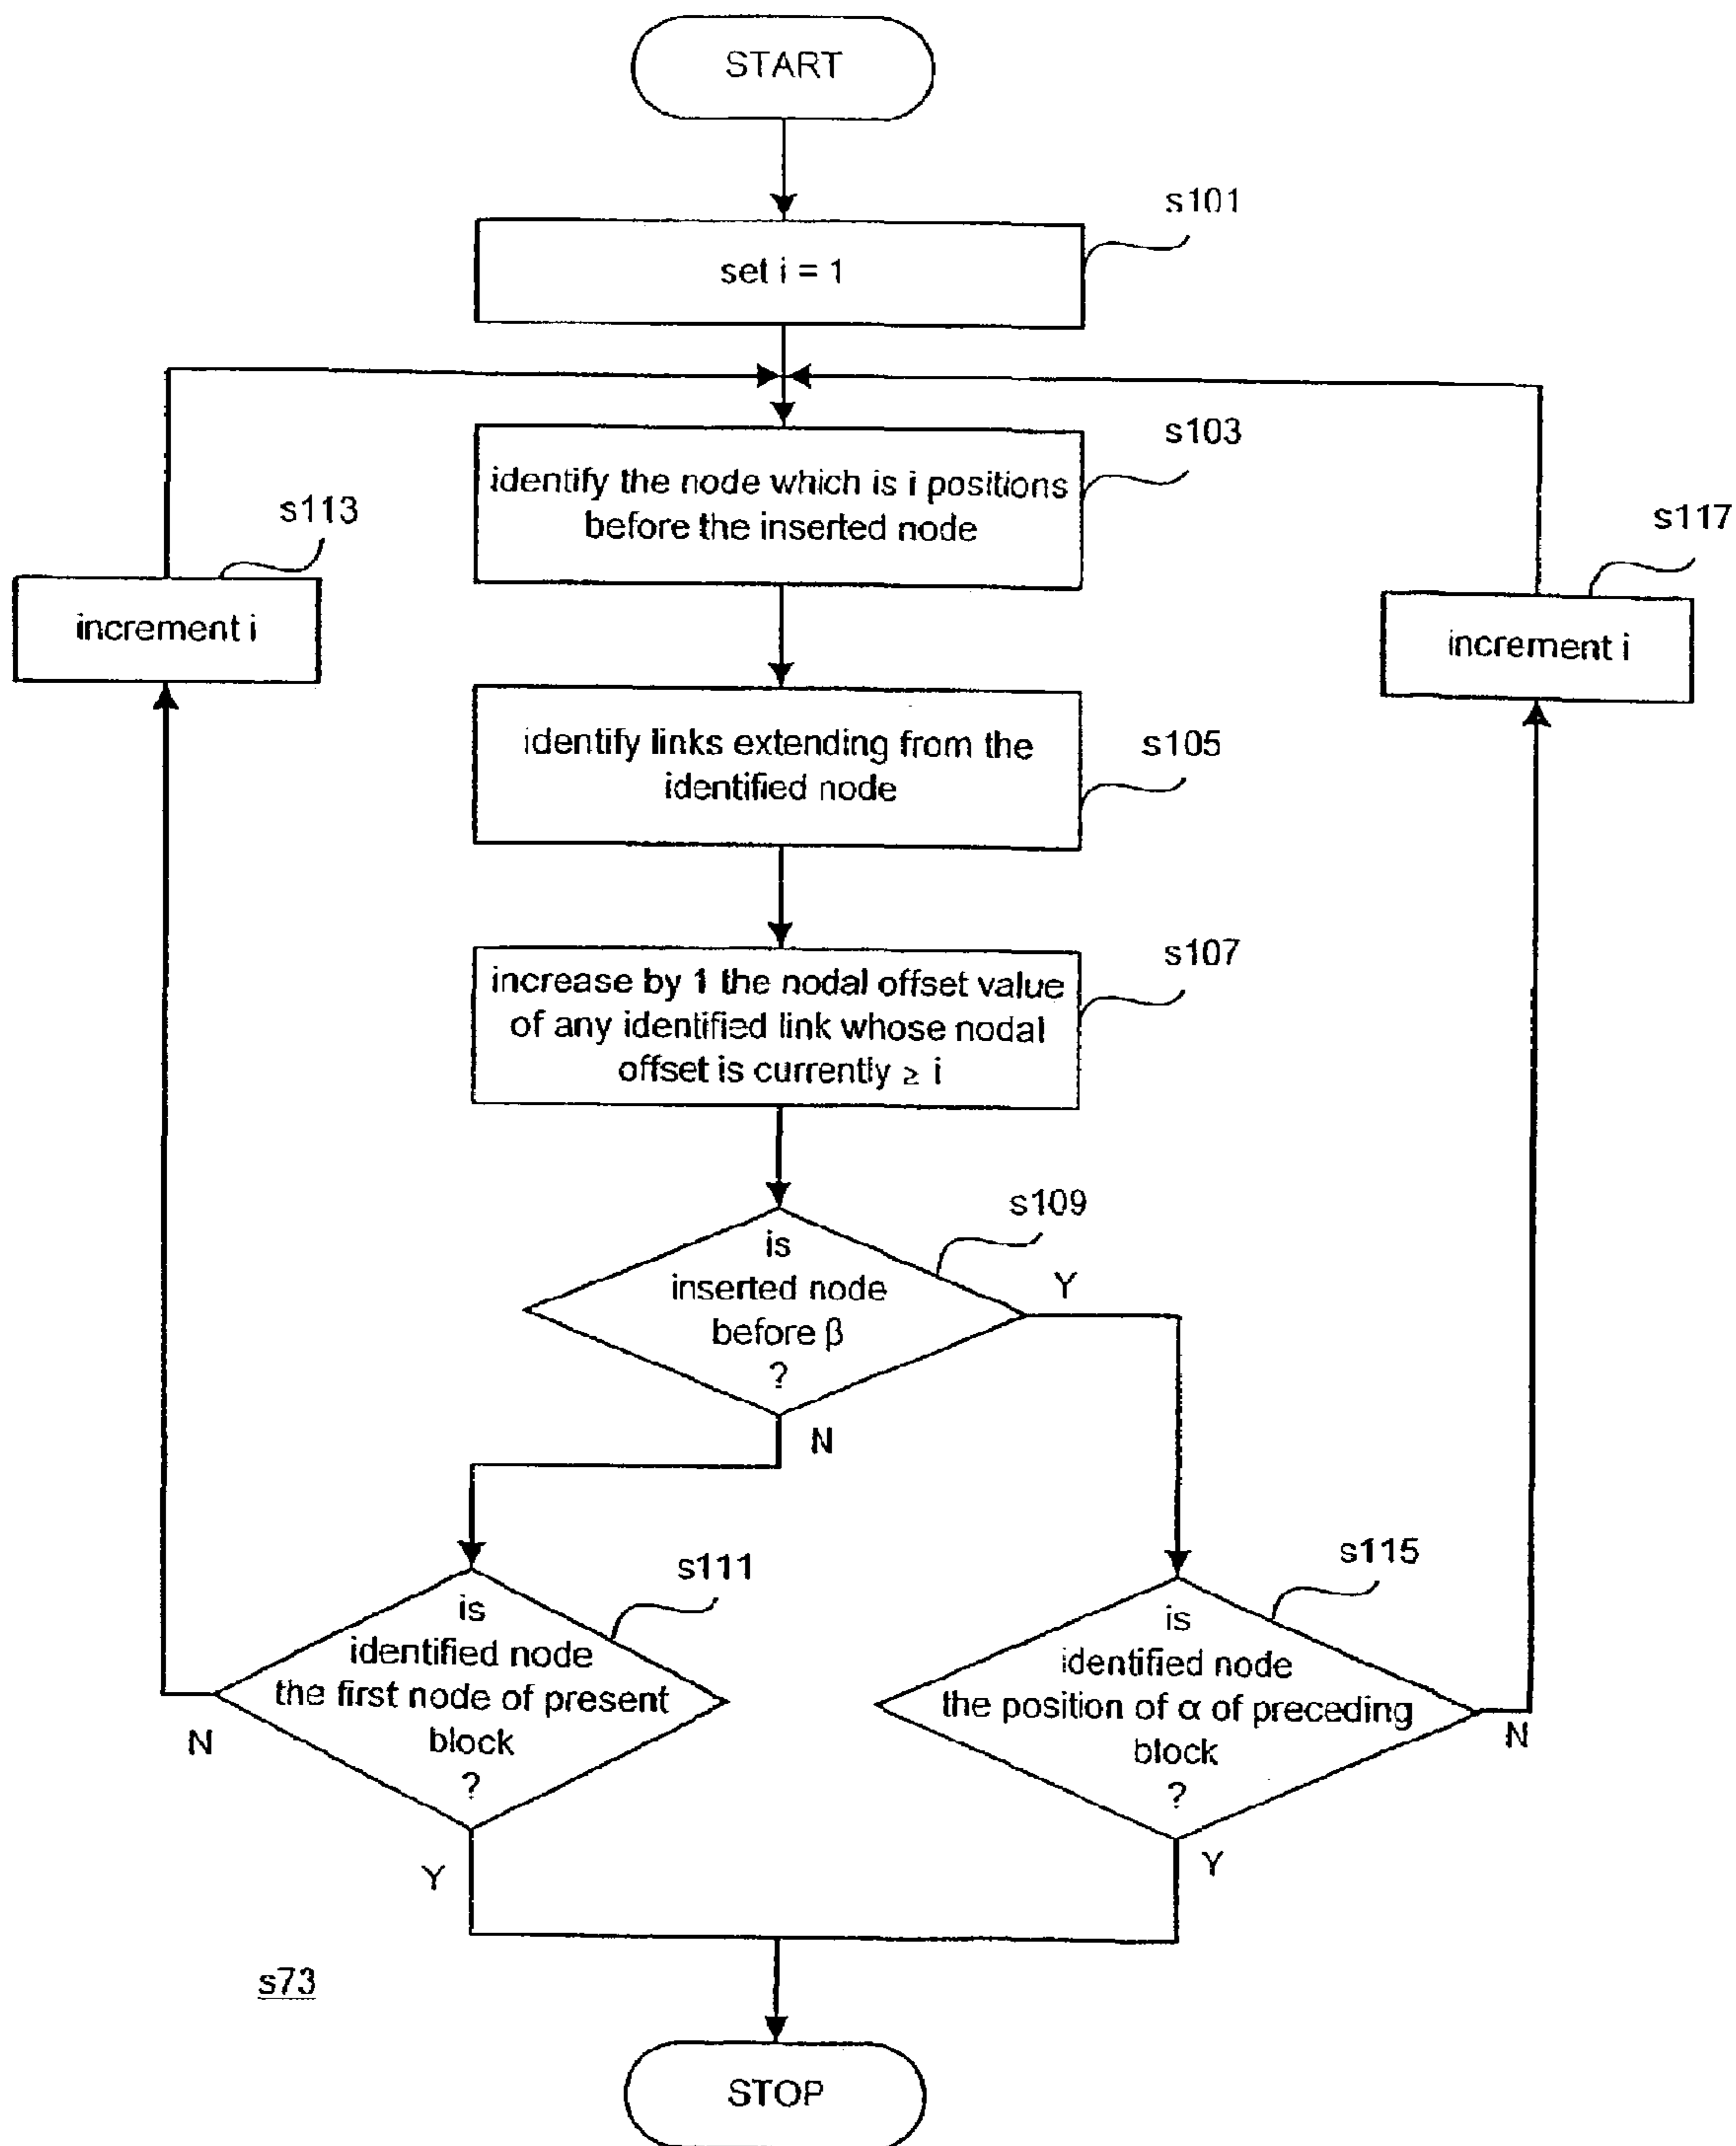 START
s101
set i = 1
s103
identify the node which is i positions
before the inserted node
s113
increment i
s117
increment i
identify links extending from the
identified node
s105
s107
increase by 1 the nodal offset value
of any identified link whose nodal
offset is currently ≥ i
s109
is
inserted node
before β
?
Y
N
s111
is
identified node
the first node of present
block
?
N
Y
s115
is
identified node
the position of α of preceding
block
?
N
Y
s73
STOP